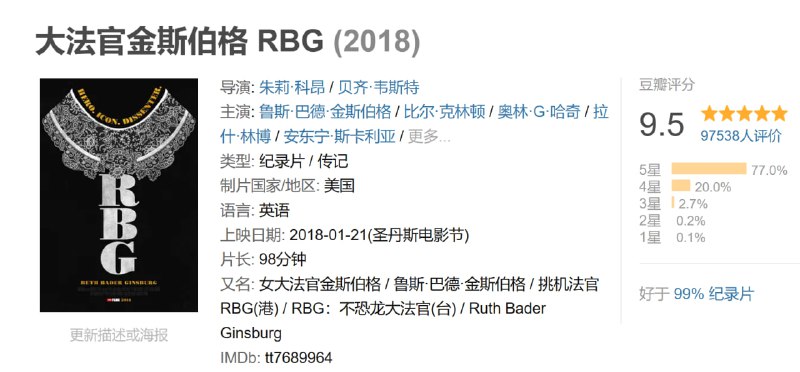 大法官金斯伯格 RBG (2018)
HERO. ICON. DISSENTER.
RBG
RUTH BADER GINSBURG
更新描述或海报
导演: 朱莉·科昂 / 贝齐·韦斯特
主演: 鲁斯·巴德·金斯伯格 / 比尔·克林顿 / 奥林·G·哈奇 / 拉
什·林博 / 安东宁·斯卡利亚 / 更多...
类型: 纪录片 / 传记
制片国家/地区: 美国
语言: 英语
上映日期: 2018-01-21(圣丹斯电影节)
片长: 98分钟
又名: 女大法官金斯伯格 / 鲁斯·巴德·金斯伯格 / 挑机法官
RBG(港) / RBG：不恐龙大法官(台) / Ruth Bader
Ginsburg
IMDb: tt7689964
豆瓣评分
9.5
97538人评价
5星 77.0%
4星 20.0%
3星 2.7%
2星 0.2%
1星 0.1%
好于 99% 纪录片